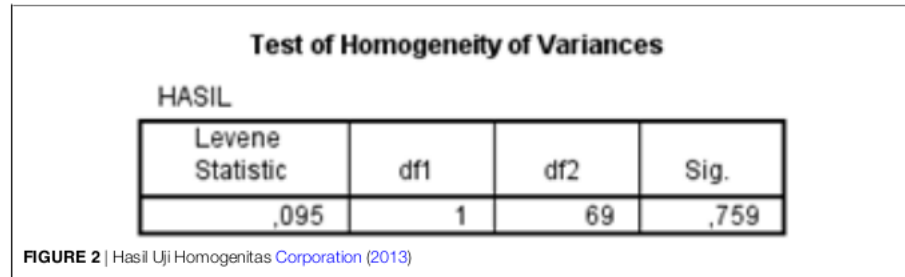 Test of Homogeneity of Variances
HASIL
Levene Statistic df1 df2 Sig.
,095 1 69 ,759
FIGURE 2 | Hasil Uji Homogenitas Corporation (2013)